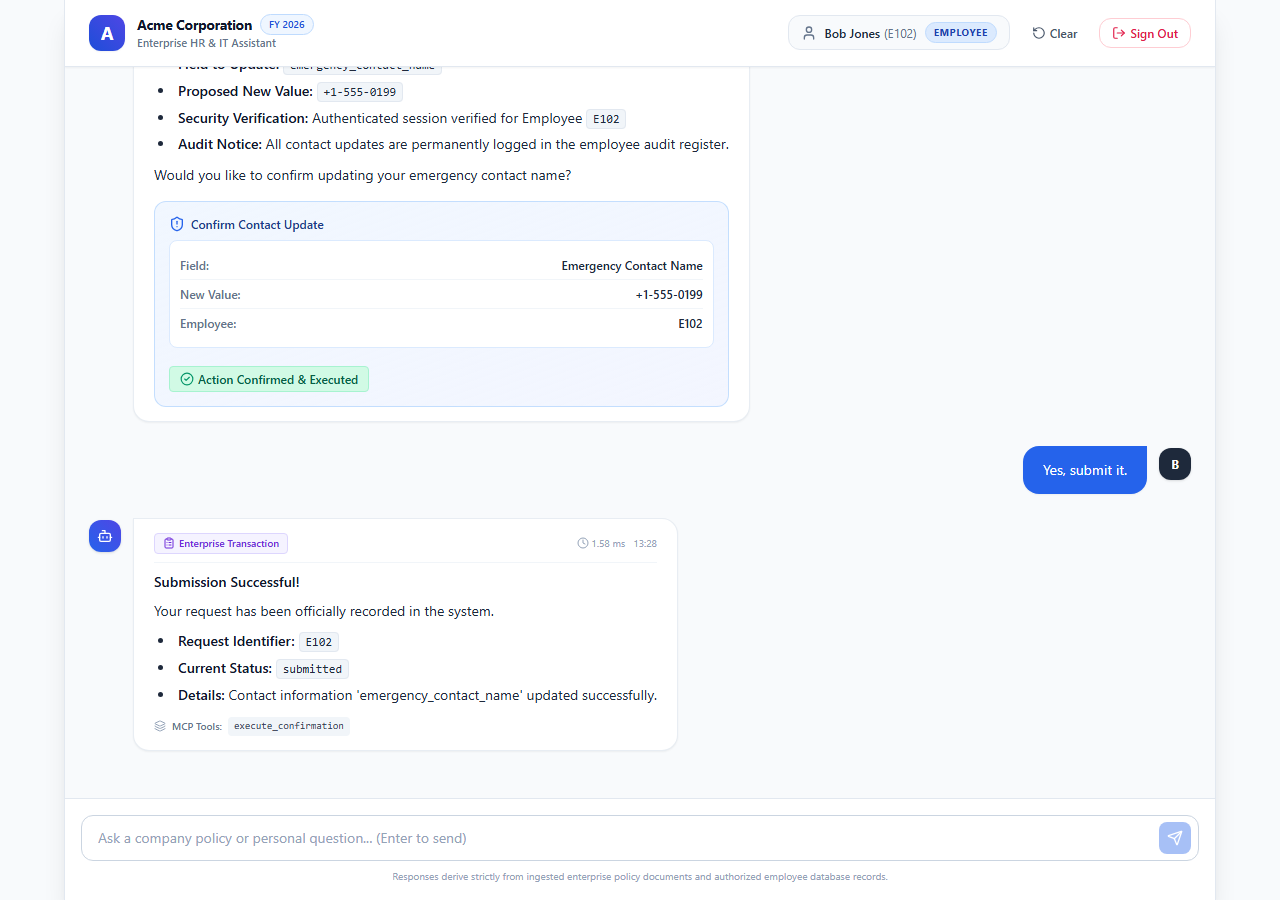 A
Acme Corporation
FY 2026
Enterprise HR & IT Assistant
Bob Jones (E102)
EMPLOYEE
Clear
Sign Out
Field to Update: emergency_contact_name
Proposed New Value: +1-555-0199
Security Verification: Authenticated session verified for Employee E102
Audit Notice: All contact updates are permanently logged in the employee audit register.
Would you like to confirm updating your emergency contact name?
Confirm Contact Update
Field: Emergency Contact Name
New Value: +1-555-0199
Employee: E102
Action Confirmed & Executed
Yes, submit it.
B
Enterprise Transaction
1.58 ms 13:28
Submission Successful!
Your request has been officially recorded in the system.
Request Identifier: E102
Current Status: submitted
Details: Contact information 'emergency_contact_name' updated successfully.
MCP Tools: execute_confirmation
Ask a company policy or personal question... (Enter to send)
Responses derive strictly from ingested enterprise policy documents and authorized employee database records.